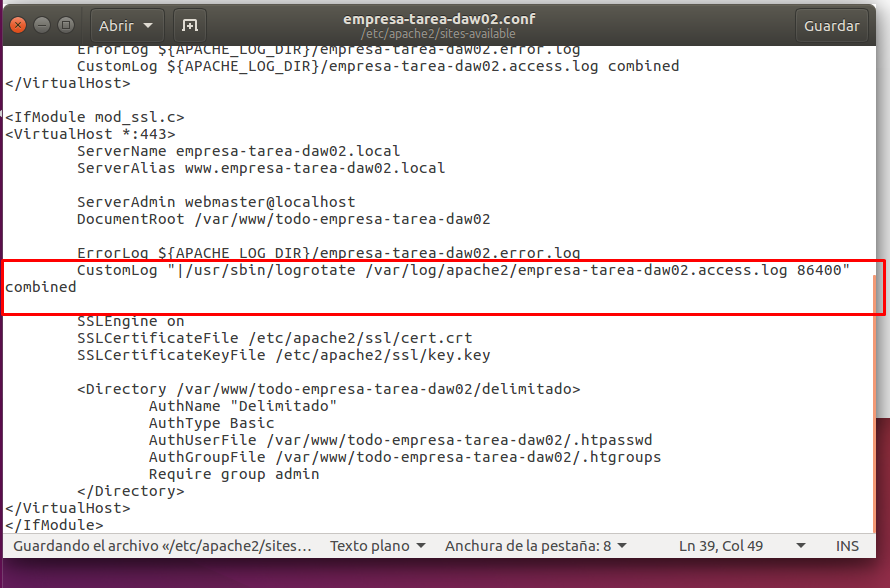 Abrir
empresa-tarea-daw02.conf
/etc/apache2/sites-available
Guardar
ErrorLog ${APACHE_LOG_DIR}/empresa-tarea-daw02.error.log
CustomLog ${APACHE_LOG_DIR}/empresa-tarea-daw02.access.log combined
</VirtualHost>
<IfModule mod_ssl.c>
<VirtualHost *:443>
ServerName empresa-tarea-daw02.local
ServerAlias www.empresa-tarea-daw02.local
ServerAdmin webmaster@localhost
DocumentRoot /var/www/todo-empresa-tarea-daw02
ErrorLog ${APACHE_LOG_DIR}/empresa-tarea-daw02.error.log
CustomLog "|/usr/sbin/logrotate /var/log/apache2/empresa-tarea-daw02.access.log 86400"
combined
SSLEngine on
SSLCertificateFile /etc/apache2/ssl/cert.crt
SSLCertificateKeyFile /etc/apache2/ssl/key.key
<Directory /var/www/todo-empresa-tarea-daw02/delimitado>
AuthName "Delimitado"
AuthType Basic
AuthUserFile /var/www/todo-empresa-tarea-daw02/.htpasswd
AuthGroupFile /var/www/todo-empresa-tarea-daw02/.htgroups
Require group admin
</Directory>
</VirtualHost>
</IfModule>
Guardando el archivo «/etc/apache2/sites… Texto plano Anchura de la pestaña: 8 Ln 39, Col 49 INS